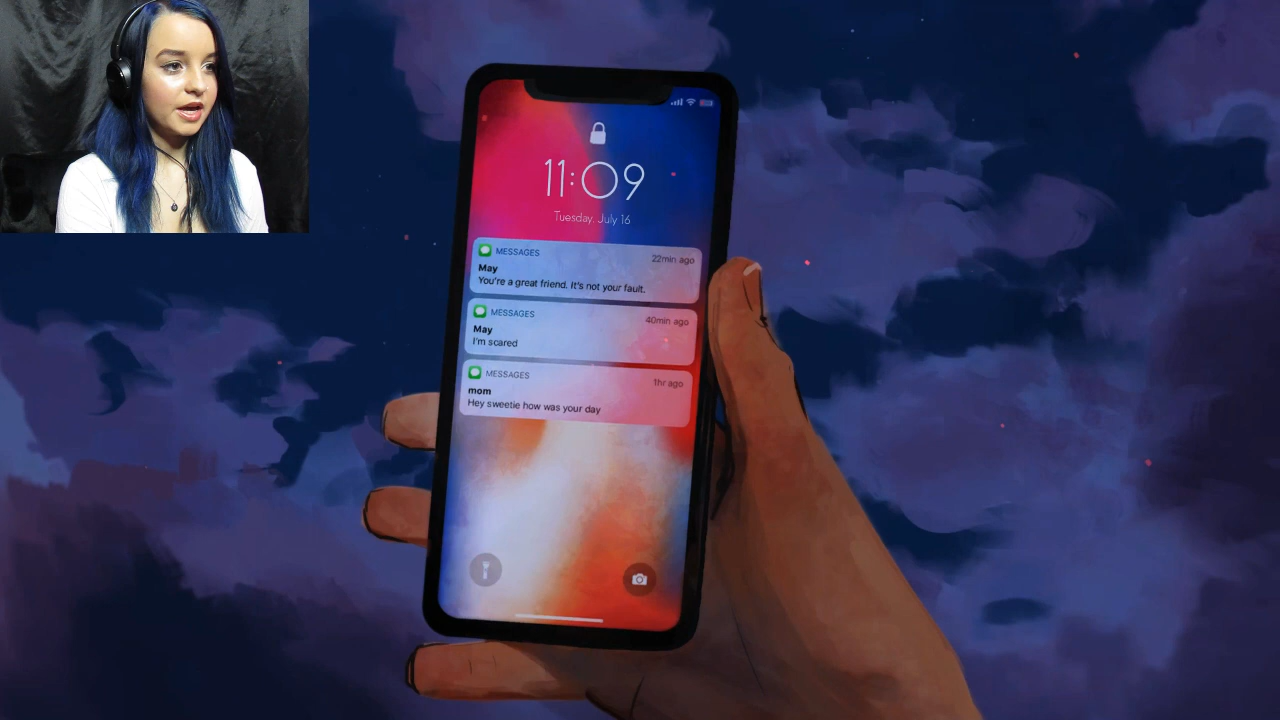 11:09
Tuesday, July 16
MESSAGES
22min ago
May
You're a great friend. It's not your fault.
MESSAGES
40min ago
May
I'm scared
MESSAGES
1hr ago
mom
Hey sweetie how was your day